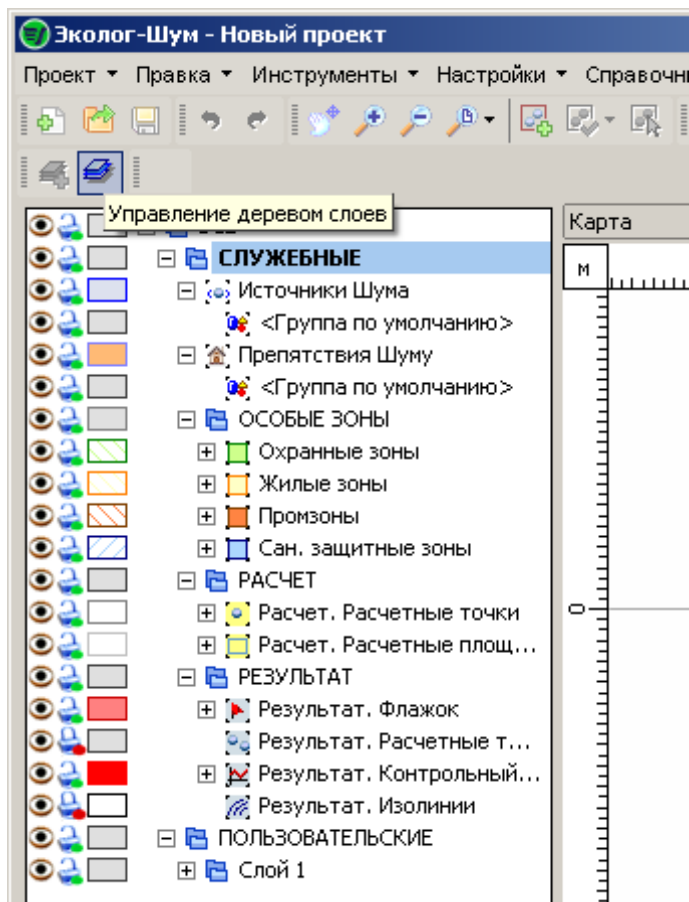 Эколог-Шум - Новый проект
Проект Правка Инструменты Настройки Справочн
Управление деревом слоев
Карта
СЛУЖЕБНЫЕ
м
Источники Шума
<Группа по умолчанию>
Препятствия Шуму
<Группа по умолчанию>
ОСОБЫЕ ЗОНЫ
Охранные зоны
Жилые зоны
Промзоны
Сан. защитные зоны
РАСЧЕТ
Расчет. Расчетные точки
0
Расчет. Расчетные площ...
РЕЗУЛЬТАТ
Результат. Флажок
Результат. Расчетные т...
Результат. Контрольный...
Результат. Изолинии
ПОЛЬЗОВАТЕЛЬСКИЕ
Слой 1